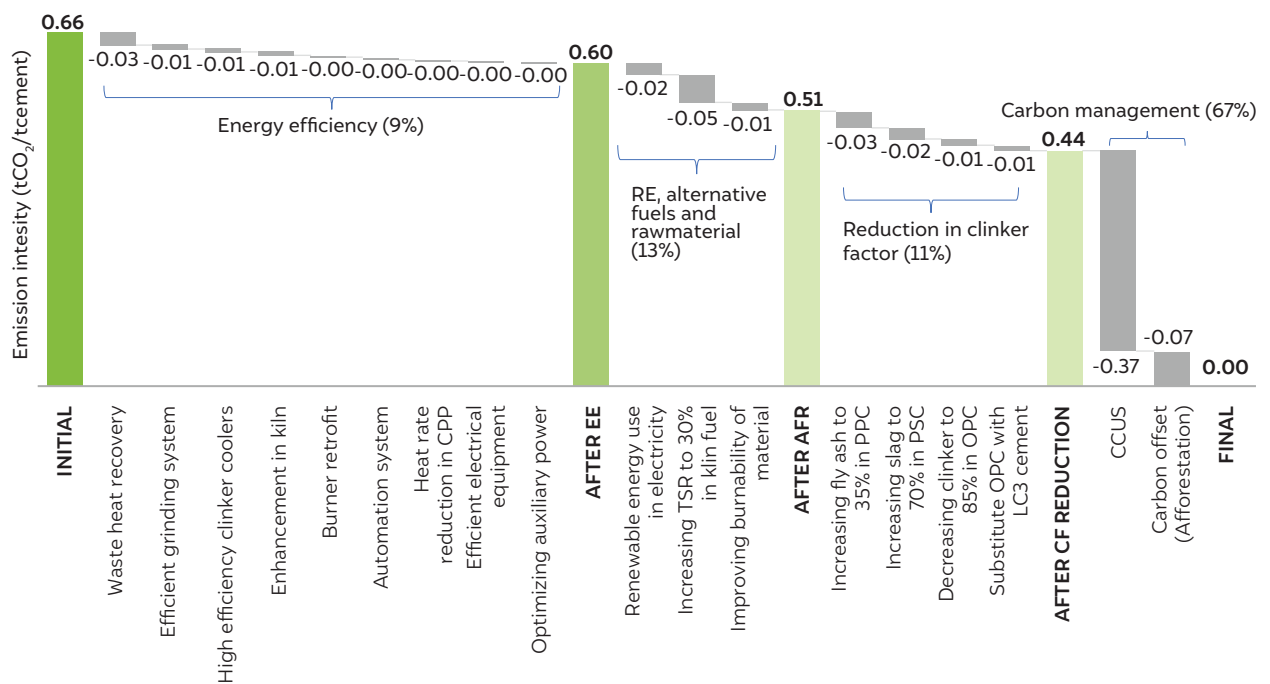 Emission intesity (tCO₂/tcement)
0.66
-0.03
-0.01
-0.01
-0.01
-0.00
-0.00
-0.00
-0.00
-0.00
Energy efficiency (9%)
0.60
-0.02
-0.05
-0.01
RE, alternative
fuels and
rawmaterial
(13%)
0.51
-0.03
-0.02
-0.01
-0.01
Reduction in clinker
factor (11%)
0.44
Carbon management (67%)
-0.37
-0.07
0.00
INITIAL
Waste heat recovery
Efficient grinding system
High efficiency clinker coolers
Enhancement in kiln
Burner retrofit
Automation system
Heat rate
reduction in CPP
Efficient electrical
equipment
Optimizing auxiliary power
AFTER EE
Renewable energy use
in electricity
Increasing TSR to 30%
in klin fuel
Improving burnability of
material
AFTER AFR
Increasing fly ash to
35% in PPC
Increasing slag to
70% in PSC
Decreasing clinker to
85% in OPC
Substitute OPC with
LC3 cement
AFTER CF REDUCTION
CCUS
Carbon offset
(Afforestation)
FINAL